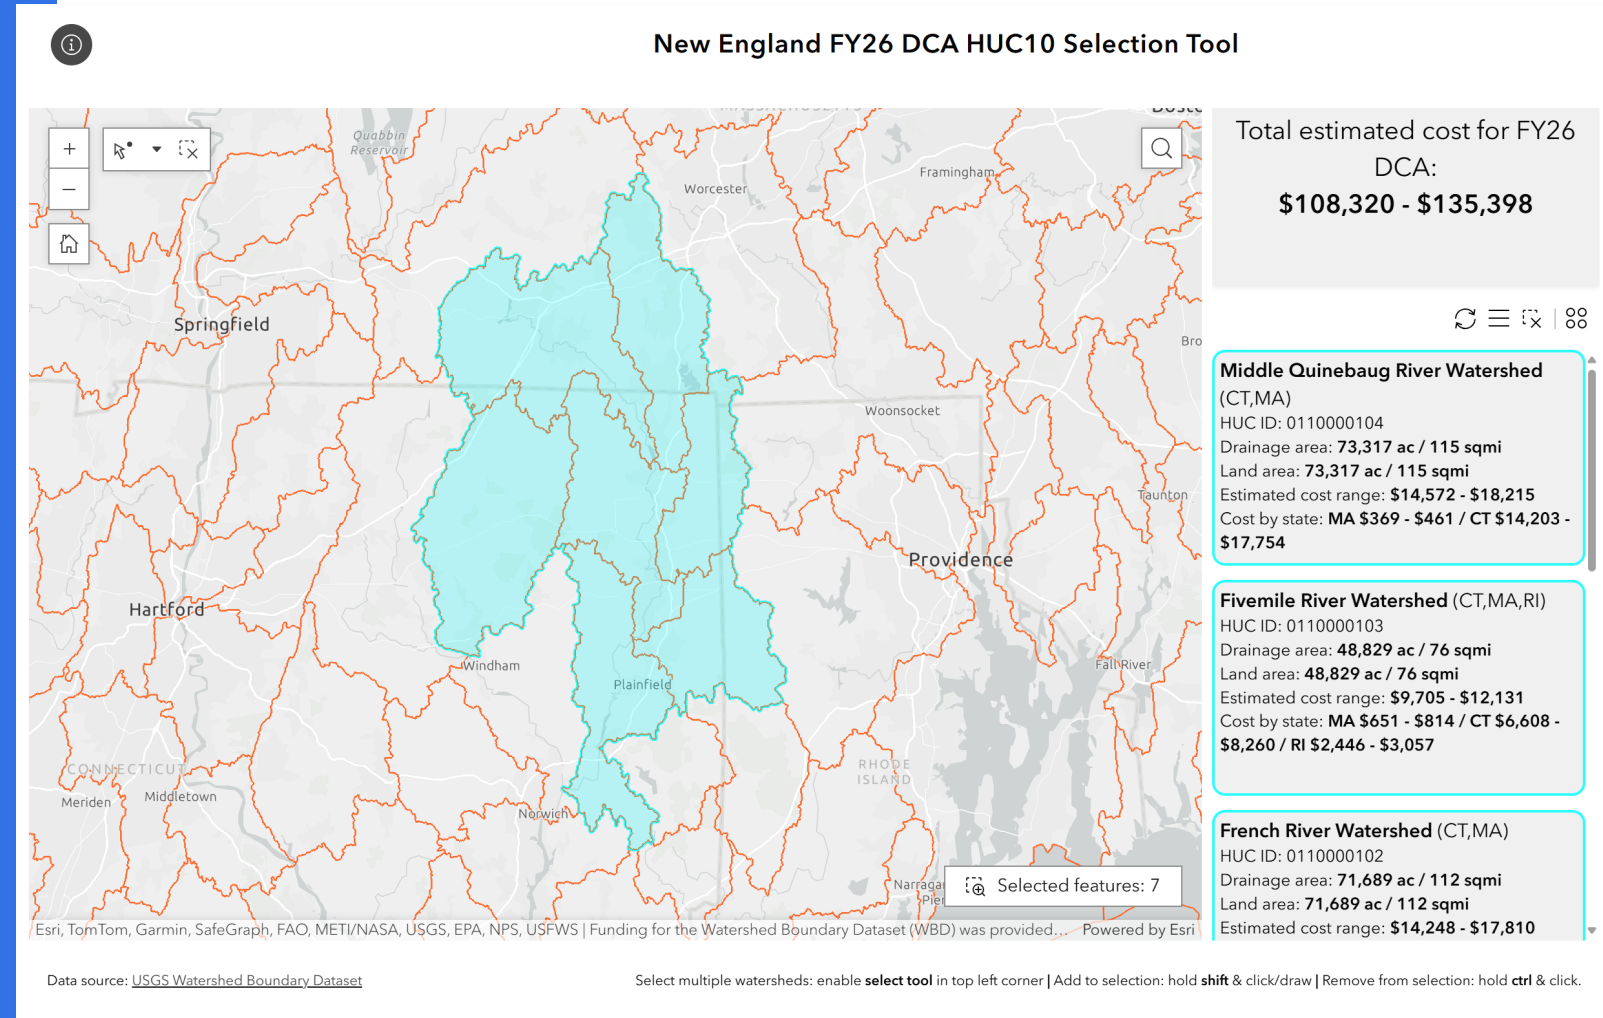 New England FY26 DCA HUC10 Selection Tool
MASSACHUSETTS
Quabbin
Reservoir
Worcester
Framingham
Springfield
Woonsocket
Taunton
Providence
Hartford
Windham
Plainfield
Fall River
CONNECTICUT
RHODE
ISLAND
Meriden
Middletown
Norwich
Selected features: 7
Esri, TomTom, Garmin, SafeGraph, FAO, METI/NASA, USGS, EPA, NPS, USFWS | Funding for the Watershed Boundary Dataset (WBD) was provided...
Powered by Esri
Total estimated cost for FY26
DCA:
$108,320 - $135,398
Middle Quinebaug River Watershed
(CT,MA)
HUC ID: 0110000104
Drainage area: 73,317 ac / 115 sqmi
Land area: 73,317 ac / 115 sqmi
Estimated cost range: $14,572 - $18,215
Cost by state: MA $369 - $461 / CT $14,203 -
$17,754
Fivemile River Watershed (CT,MA,RI)
HUC ID: 0110000103
Drainage area: 48,829 ac / 76 sqmi
Land area: 48,829 ac / 76 sqmi
Estimated cost range: $9,705 - $12,131
Cost by state: MA $651 - $814 / CT $6,608 -
$8,260 / RI $2,446 - $3,057
French River Watershed (CT,MA)
HUC ID: 0110000102
Drainage area: 71,689 ac / 112 sqmi
Land area: 71,689 ac / 112 sqmi
Estimated cost range: $14,248 - $17,810
Data source: USGS Watershed Boundary Dataset
Select multiple watersheds: enable select tool in top left corner | Add to selection: hold shift & click/draw | Remove from selection: hold ctrl & click.